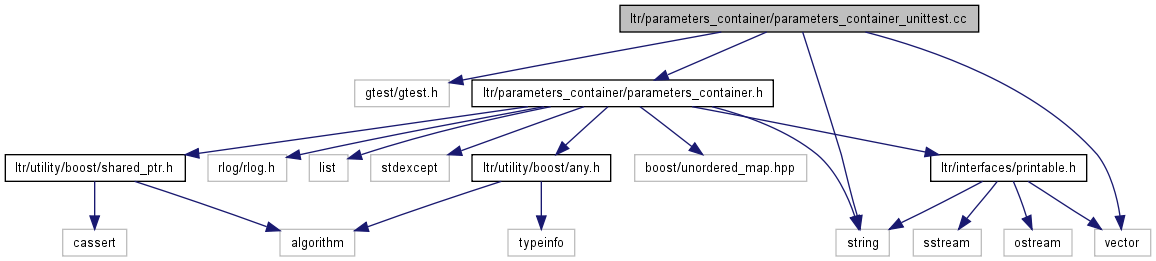 ltr/parameters_container/parameters_container_unittest.cc
gtest/gtest.h
ltr/parameters_container/parameters_container.h
ltr/utility/boost/shared_ptr.h
rlog/rlog.h
list
stdexcept
ltr/utility/boost/any.h
boost/unordered_map.hpp
ltr/interfaces/printable.h
cassert
algorithm
typeinfo
string
sstream
ostream
vector